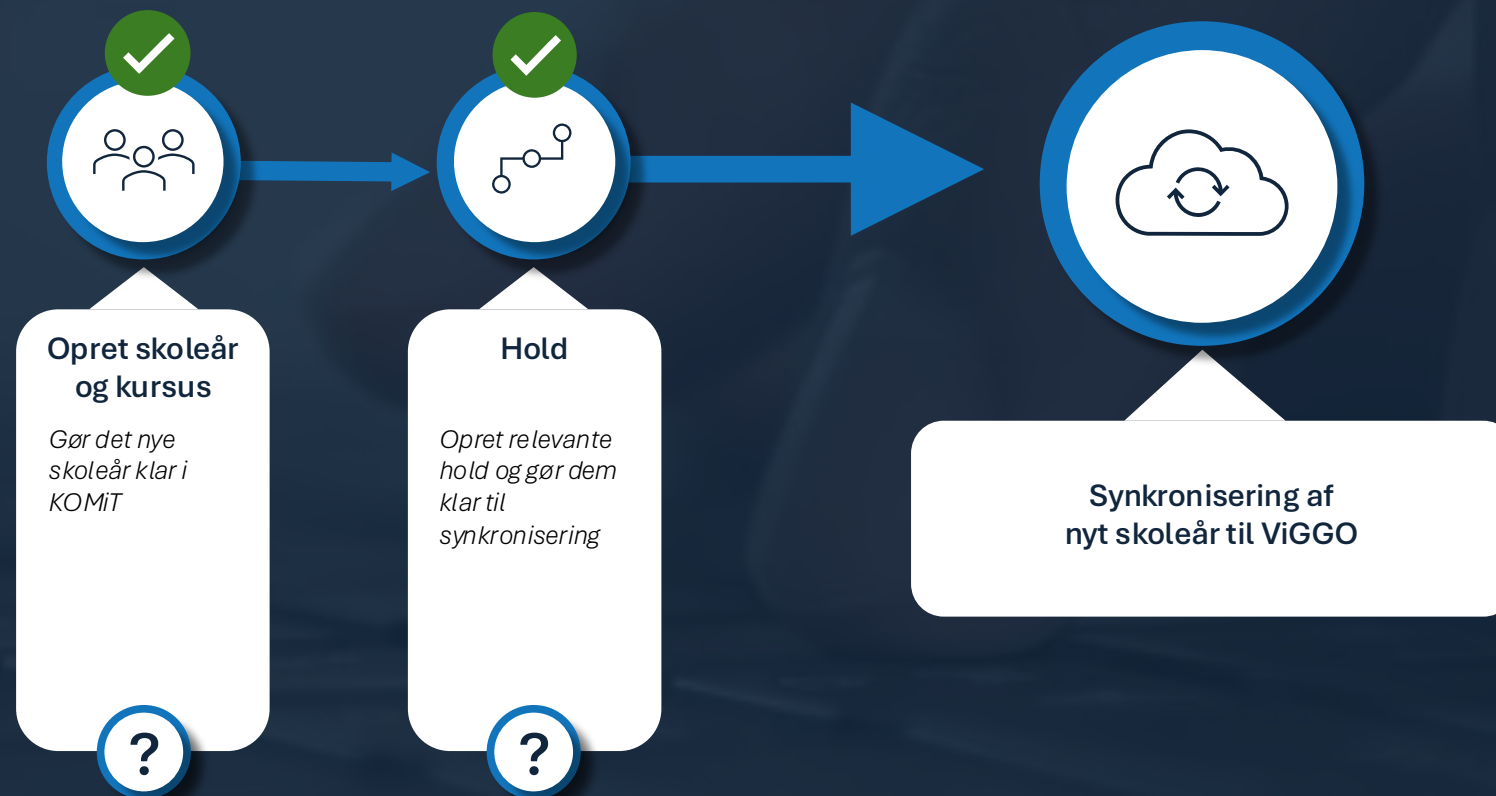 Opret skoleår
og kursus
Gør det nye
skoleår klar i
KOMiT
?
Hold
Opret relevante
hold og gør dem
klar til
synkronisering
?
Synkronisering af
nyt skoleår til ViGGO